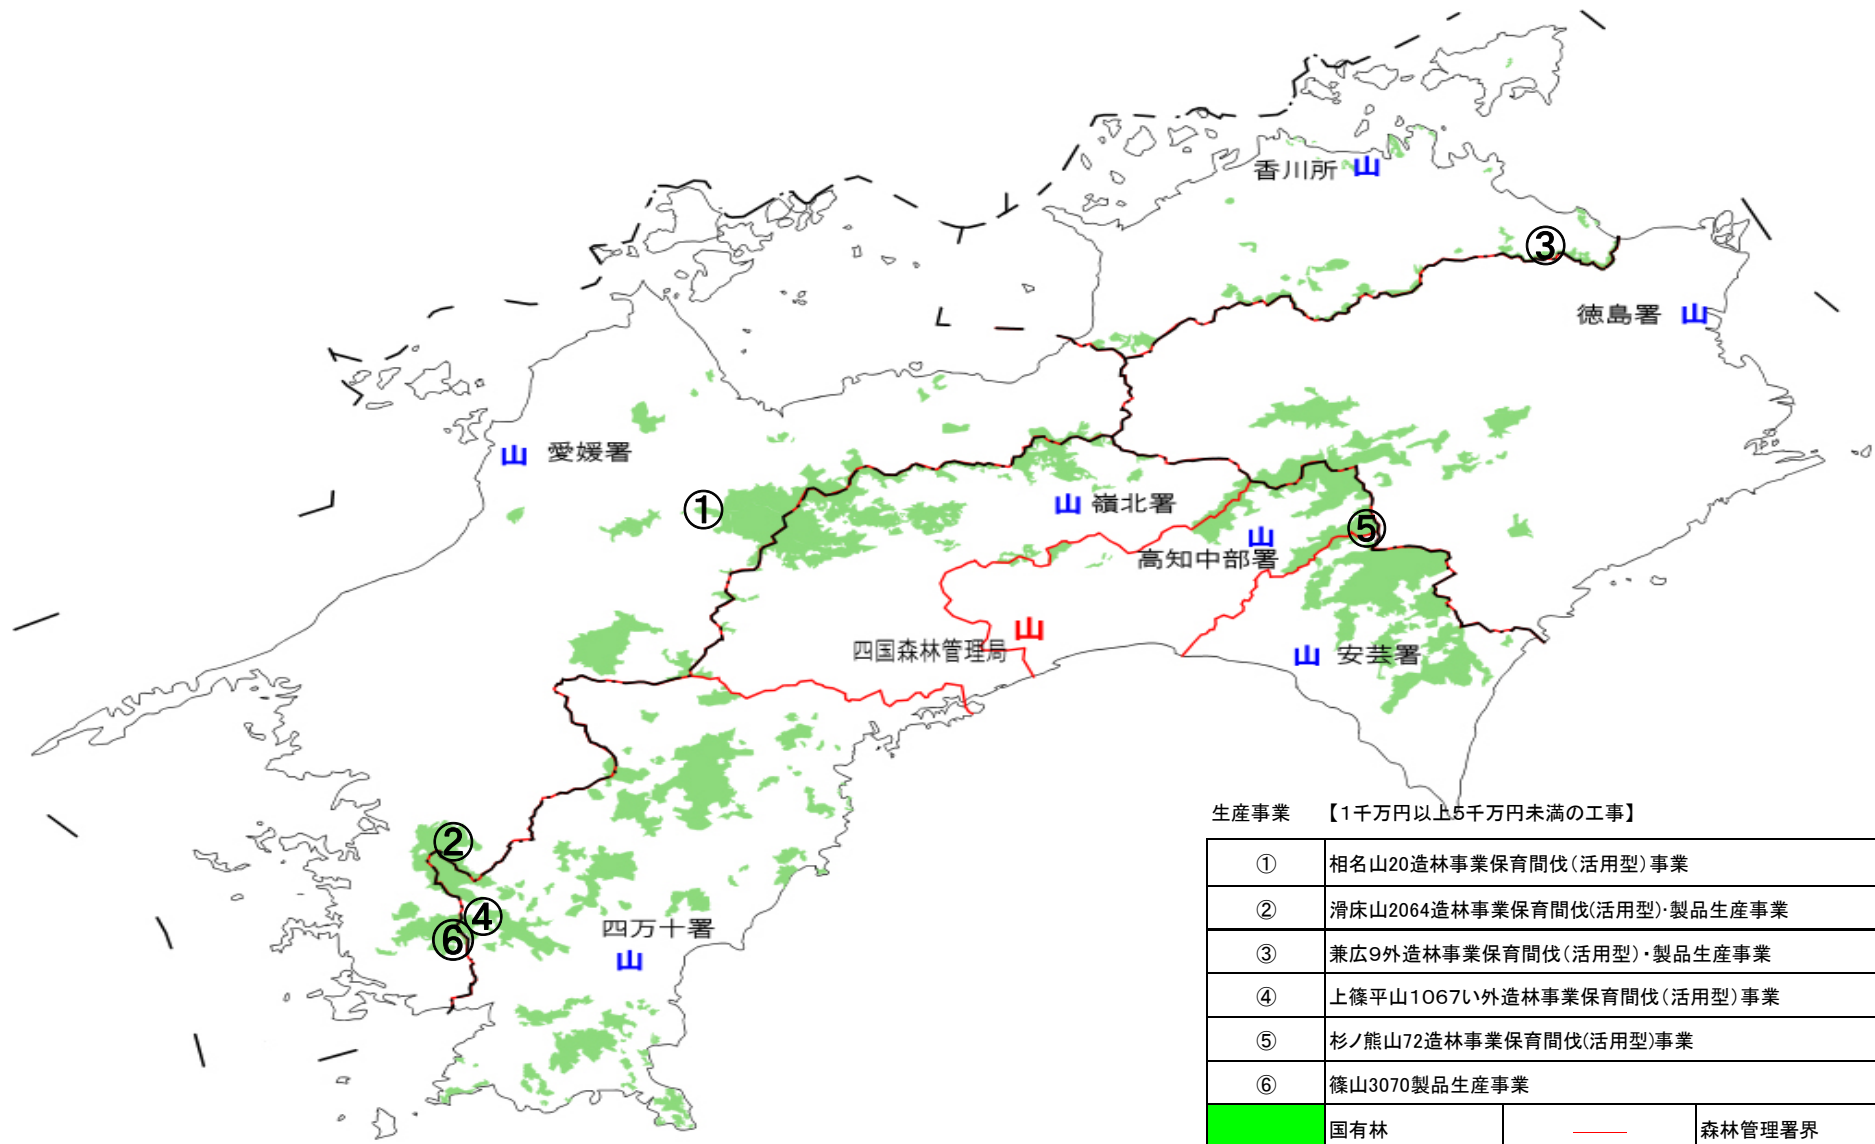 香川所 山
③
徳島署 山
山 愛媛署
①
山 嶺北署
山
高知中部署
⑤
山
四国森林管理局
山 安芸署
②
④
⑥
四万十署
山
生産事業 【1千万円以上5千万円未満の工事】
① 相名山20造林事業保育間伐(活用型)事業
② 滑床山2064造林事業保育間伐(活用型)・製品生産事業
③ 兼広9外造林事業保育間伐(活用型)・製品生産事業
④ 上篠平山1067い外造林事業保育間伐(活用型)事業
⑤ 杉ノ熊山72造林事業保育間伐(活用型)事業
⑥ 篠山3070製品生産事業
国有林 森林管理署界